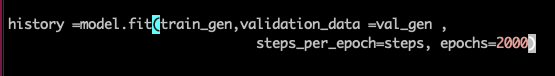 history =model.fit(train_gen,validation_data =val_gen ,
steps_per_epoch=steps, epochs=2000)